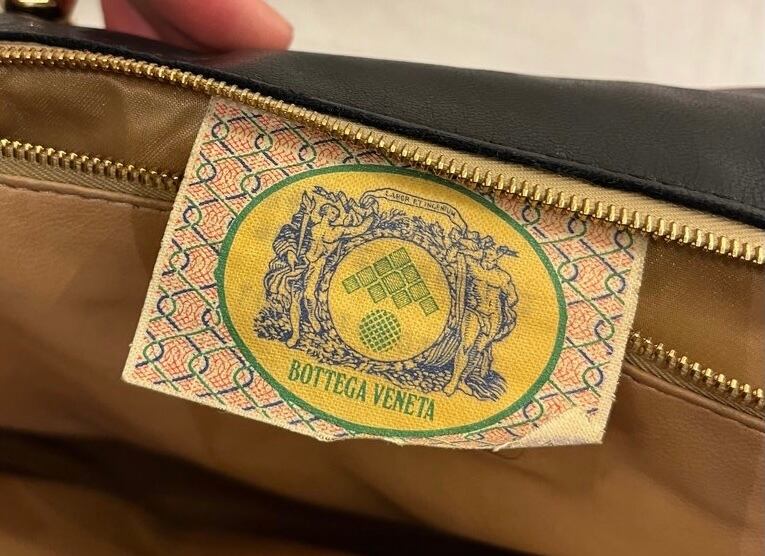 LABOR ET INGENIUM
BOTTEGA VENETA